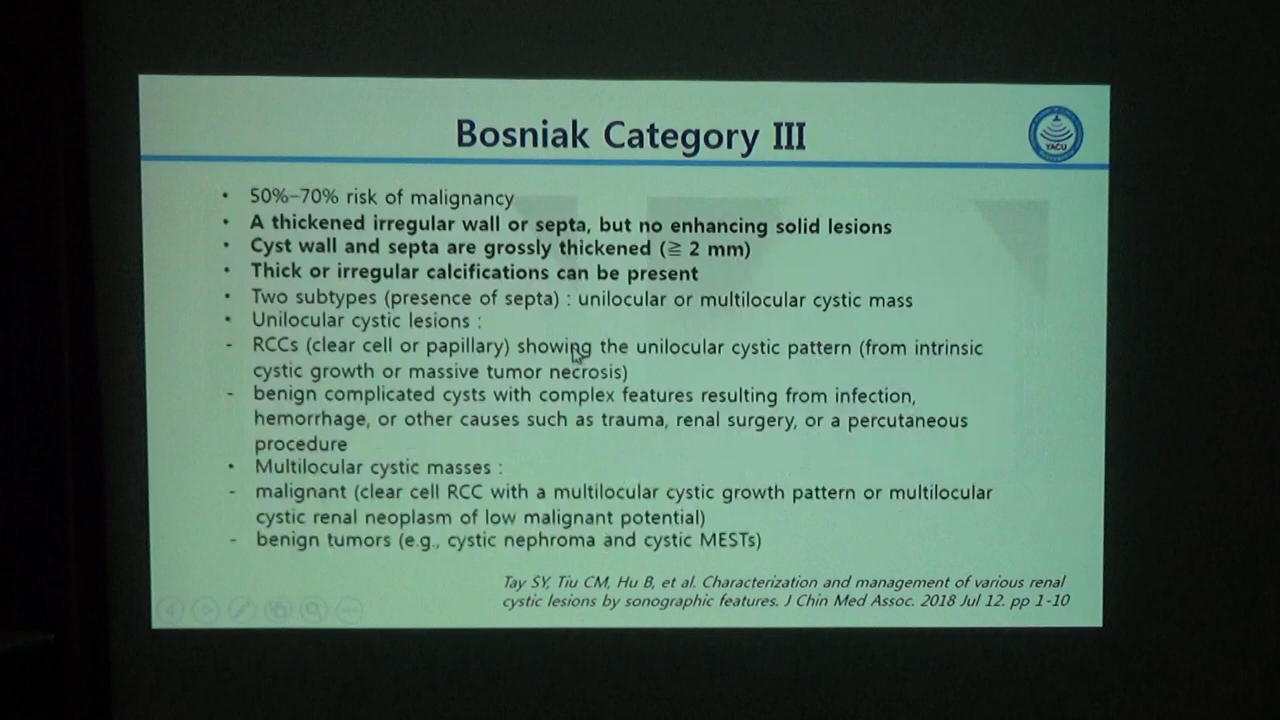 Bosniak Category III
YACU
• 50%–70% risk of malignancy
• A thickened irregular wall or septa, but no enhancing solid lesions
• Cyst wall and septa are grossly thickened (≧ 2 mm)
• Thick or irregular calcifications can be present
• Two subtypes (presence of septa) : unilocular or multilocular cystic mass
• Unilocular cystic lesions :
- RCCs (clear cell or papillary) showing the unilocular cystic pattern (from intrinsic
cystic growth or massive tumor necrosis)
- benign complicated cysts with complex features resulting from infection,
hemorrhage, or other causes such as trauma, renal surgery, or a percutaneous
procedure
• Multilocular cystic masses :
- malignant (clear cell RCC with a multilocular cystic growth pattern or multilocular
cystic renal neoplasm of low malignant potential)
- benign tumors (e.g., cystic nephroma and cystic MESTs)
Tay SY, Tiu CM, Hu B, et al. Characterization and management of various renal
cystic lesions by sonographic features. J Chin Med Assoc. 2018 Jul 12. pp 1-10